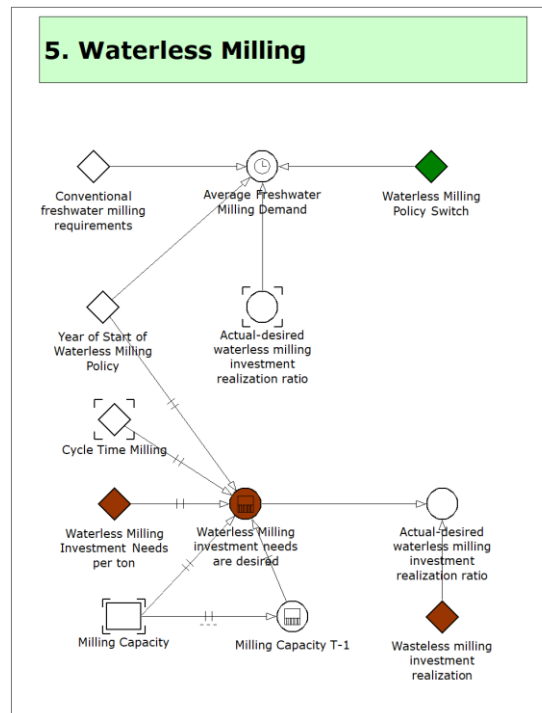 5. Waterless Milling
Conventional
freshwater milling
requirements
Average Freshwater
Milling Demand
Waterless Milling
Policy Switch
Year of Start of
Waterless Milling
Policy
Actual-desired
waterless milling
investment
realization ratio
Cycle Time Milling
Waterless Milling
Investment Needs
per ton
Waterless Milling
investment needs
are desired
Actual-desired
waterless milling
investment
realization ratio
Milling Capacity
Milling Capacity T-1
Wasteless milling
investment
realization